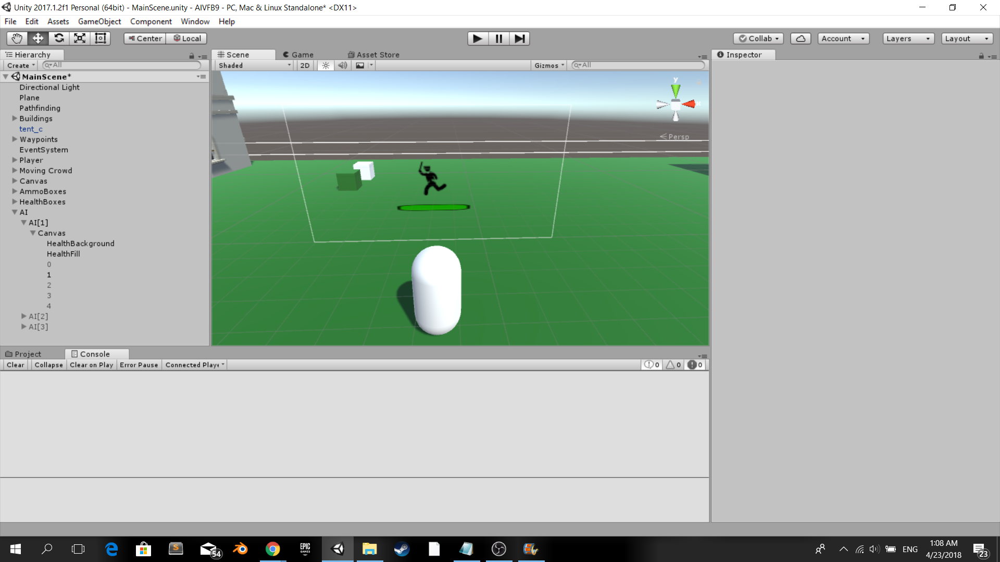 Unity 2017.1.2f1 Personal (64bit) - MainScene.unity - AIVFB9 - PC, Mac & Linux Standalone* <DX11>
File Edit Assets GameObject Component Window Help
Center Local Collab Account Layers Layout
Hierarchy
Create All
MainScene*
Directional Light
Plane
Pathfinding
Buildings
tent_c
Waypoints
EventSystem
Player
Moving Crowd
Canvas
AmmoBoxes
HealthBoxes
AI
AI[1]
Canvas
HealthBackground
HealthFill
0
1
2
3
4
AI[2]
AI[3]
Scene Game Asset Store
Shaded 2D Gizmos All
y
x
Persp
Inspector
Project Console
Clear Collapse Clear on Play Error Pause Connected Playe 0 0 0
S
54
EPIC
GAMES
ENG
1:08 AM
4/23/2018
23